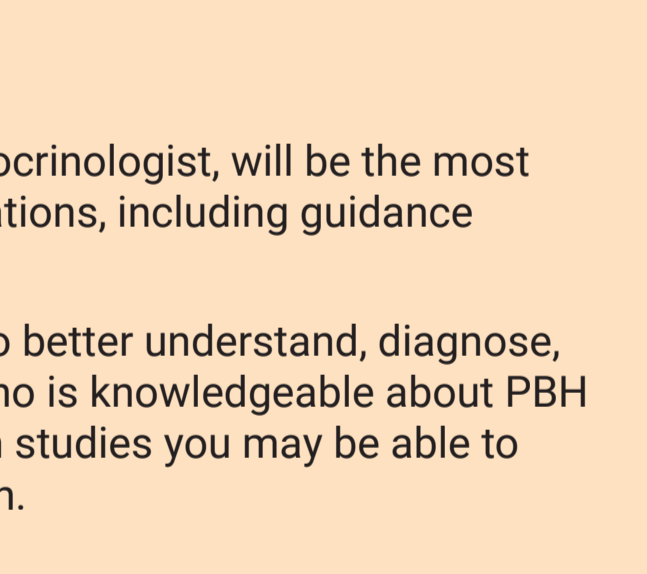 ocrinologist, will be the most
ations, including guidance
o better understand, diagnose,
ho is knowledgeable about PBH
studies you may be able to
n.